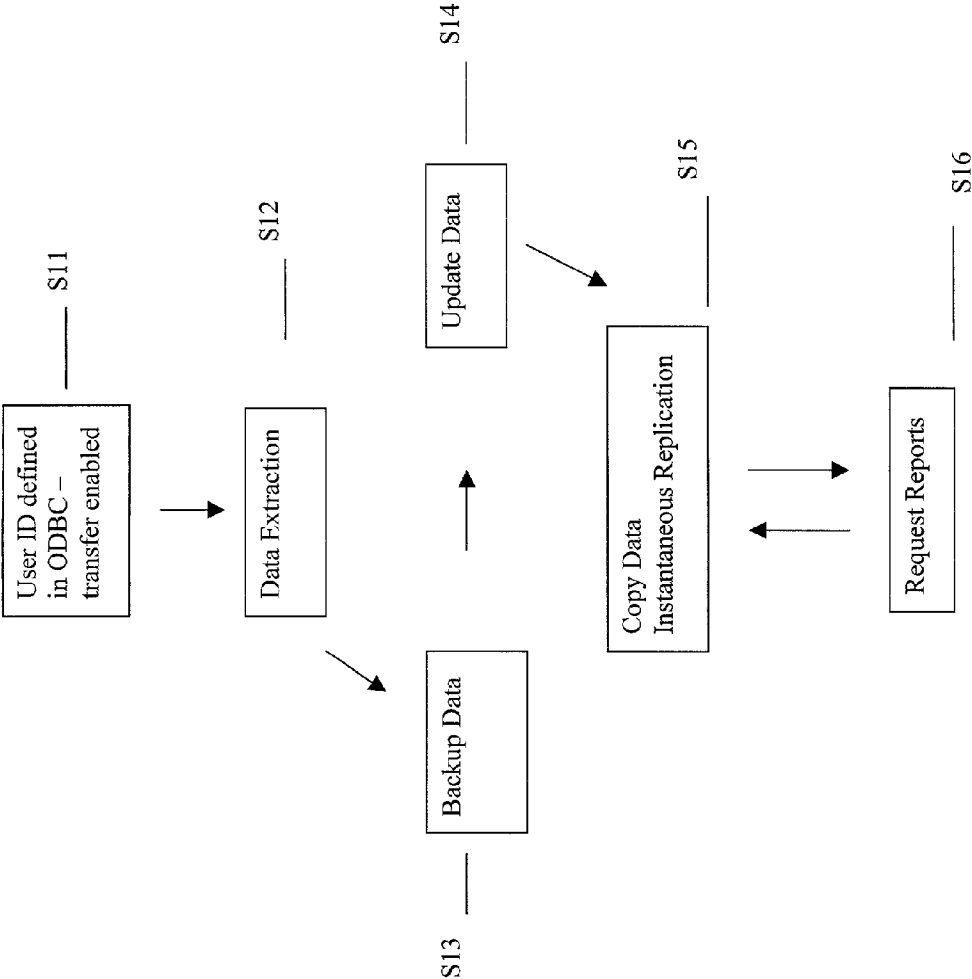 User ID defined
in ODBC –
transfer enabled
S11
Data Extraction
S12
S13
Backup Data
Update Data
S14
Copy Data
Instantaneous Replication
S15
Request Reports
S16